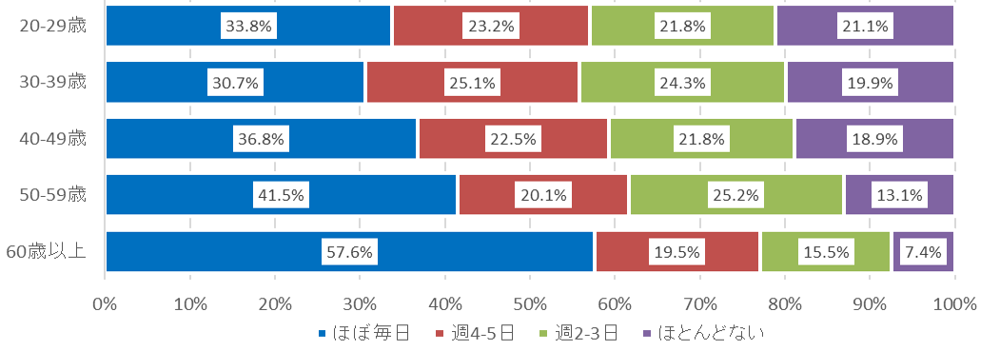 20-29歳 33.8% 23.2% 21.8% 21.1%
30-39歳 30.7% 25.1% 24.3% 19.9%
40-49歳 36.8% 22.5% 21.8% 18.9%
50-59歳 41.5% 20.1% 25.2% 13.1%
60歳以上 57.6% 19.5% 15.5% 7.4%
0% 10% 20% 30% 40% 50% 60% 70% 80% 90% 100%
ほぼ毎日 週4-5日 週2-3日 ほとんどない